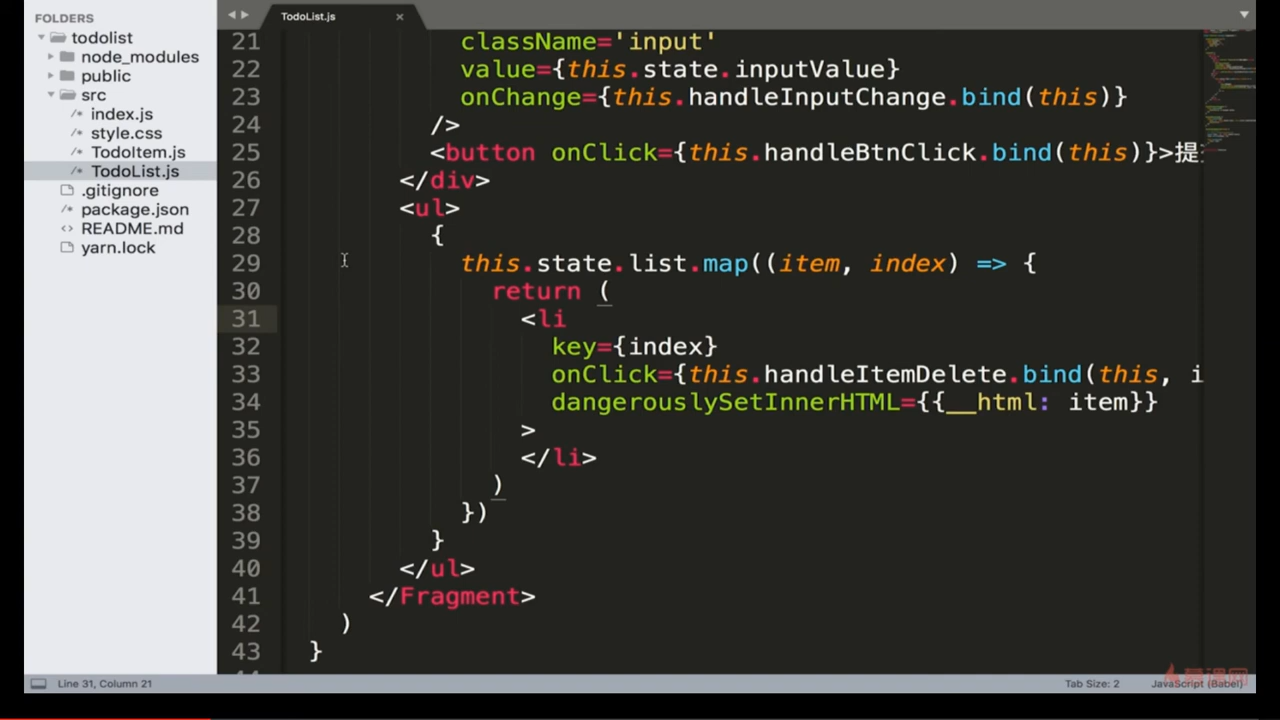 FOLDERS
todolist
node_modules
public
src
index.js
style.css
TodoItem.js
TodoList.js
.gitignore
package.json
README.md
yarn.lock
TodoList.js
21 className='input'
22 value={this.state.inputValue}
23 onChange={this.handleInputChange.bind(this)}
24 />
25 <button onClick={this.handleBtnClick.bind(this)}>提
26 </div>
27 <ul>
28 {
29 this.state.list.map((item, index) => {
30 return (
31 <li
32 key={index}
33 onClick={this.handleItemDelete.bind(this, i
34 dangerouslySetInnerHTML={{__html: item}}
35 >
36 </li>
37 )
38 })
39 }
40 </ul>
41 </Fragment>
42 )
43 }
Line 31, Column 21
Tab Size: 2
JavaScript (Babel)